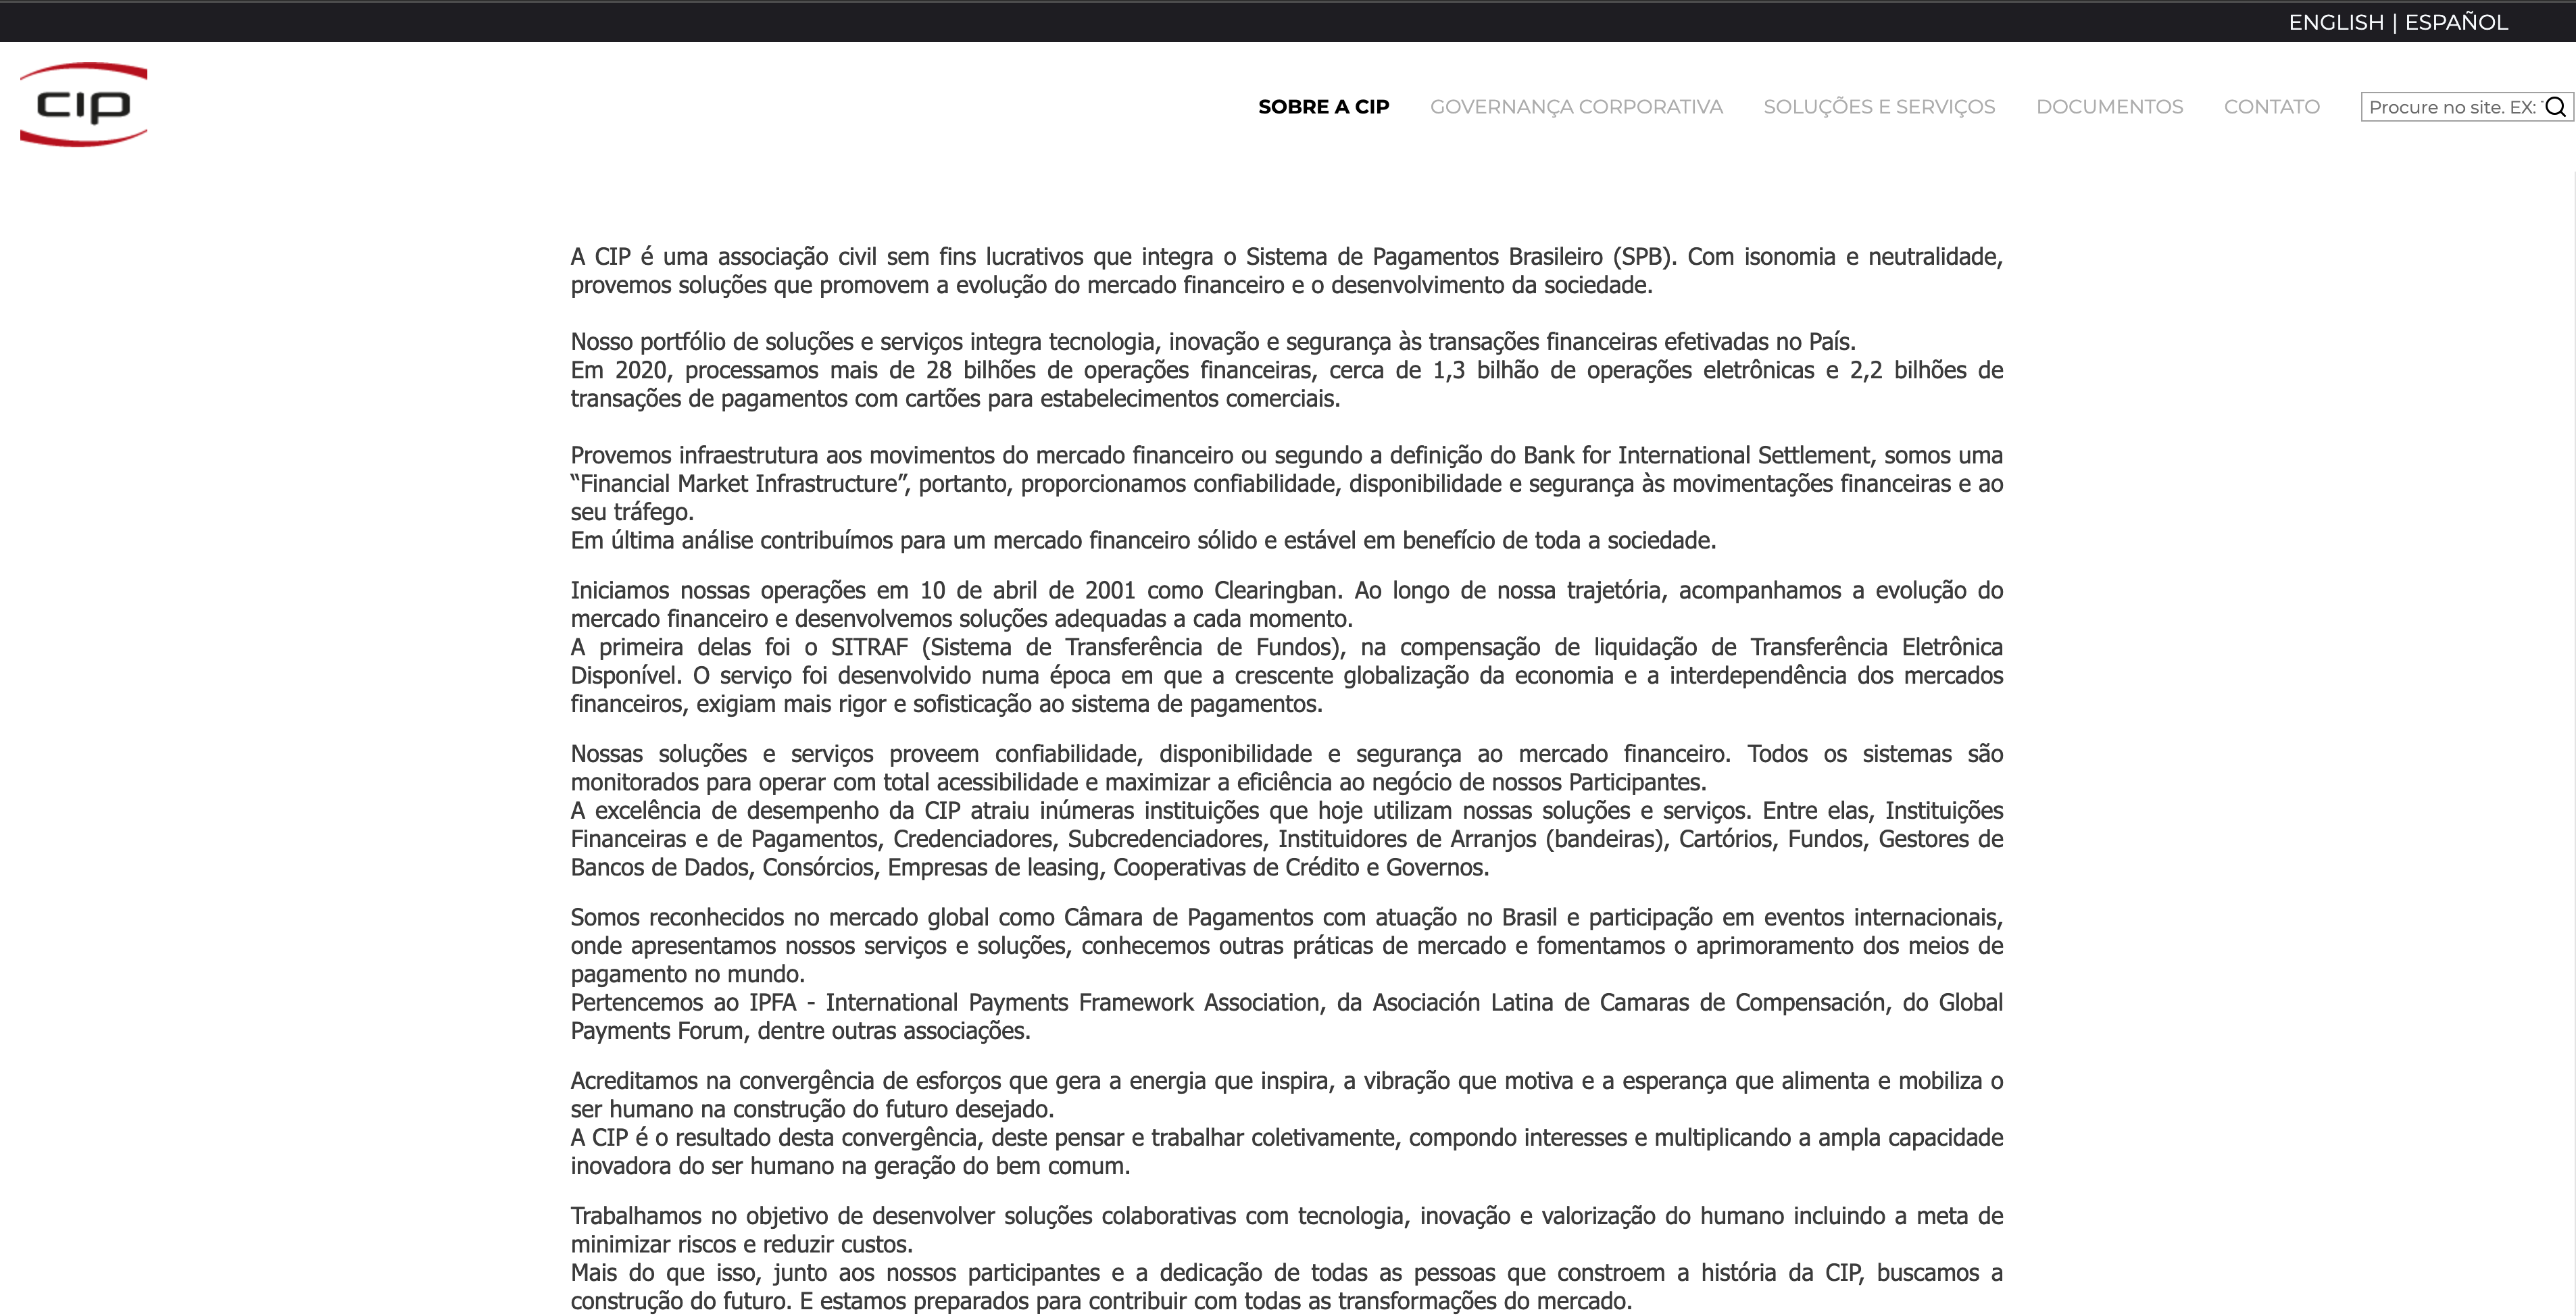 ENGLISH | ESPAÑOL
cip
SOBRE A CIP GOVERNANÇA CORPORATIVA SOLUÇÕES E SERVIÇOS DOCUMENTOS CONTATO Procure no site. EX:
A CIP é uma associação civil sem fins lucrativos que integra o Sistema de Pagamentos Brasileiro (SPB). Com isonomia e neutralidade,
provemos soluções que promovem a evolução do mercado financeiro e o desenvolvimento da sociedade.
Nosso portfólio de soluções e serviços integra tecnologia, inovação e segurança às transações financeiras efetivadas no País.
Em 2020, processamos mais de 28 bilhões de operações financeiras, cerca de 1,3 bilhão de operações eletrônicas e 2,2 bilhões de
transações de pagamentos com cartões para estabelecimentos comerciais.
Provemos infraestrutura aos movimentos do mercado financeiro ou segundo a definição do Bank for International Settlement, somos uma
“Financial Market Infrastructure”, portanto, proporcionamos confiabilidade, disponibilidade e segurança às movimentações financeiras e ao
seu tráfego.
Em última análise contribuímos para um mercado financeiro sólido e estável em benefício de toda a sociedade.
Iniciamos nossas operações em 10 de abril de 2001 como Clearingban. Ao longo de nossa trajetória, acompanhamos a evolução do
mercado financeiro e desenvolvemos soluções adequadas a cada momento.
A primeira delas foi o SITRAF (Sistema de Transferência de Fundos), na compensação de liquidação de Transferência Eletrônica
Disponível. O serviço foi desenvolvido numa época em que a crescente globalização da economia e a interdependência dos mercados
financeiros, exigiam mais rigor e sofisticação ao sistema de pagamentos.
Nossas soluções e serviços proveem confiabilidade, disponibilidade e segurança ao mercado financeiro. Todos os sistemas são
monitorados para operar com total acessibilidade e maximizar a eficiência ao negócio de nossos Participantes.
A excelência de desempenho da CIP atraiu inúmeras instituições que hoje utilizam nossas soluções e serviços. Entre elas, Instituições
Financeiras e de Pagamentos, Credenciadores, Subcredenciadores, Instituidores de Arranjos (bandeiras), Cartórios, Fundos, Gestores de
Bancos de Dados, Consórcios, Empresas de leasing, Cooperativas de Crédito e Governos.
Somos reconhecidos no mercado global como Câmara de Pagamentos com atuação no Brasil e participação em eventos internacionais,
onde apresentamos nossos serviços e soluções, conhecemos outras práticas de mercado e fomentamos o aprimoramento dos meios de
pagamento no mundo.
Pertencemos ao IPFA - International Payments Framework Association, da Asociación Latina de Camaras de Compensación, do Global
Payments Forum, dentre outras associações.
Acreditamos na convergência de esforços que gera a energia que inspira, a vibração que motiva e a esperança que alimenta e mobiliza o
ser humano na construção do futuro desejado.
A CIP é o resultado desta convergência, deste pensar e trabalhar coletivamente, compondo interesses e multiplicando a ampla capacidade
inovadora do ser humano na geração do bem comum.
Trabalhamos no objetivo de desenvolver soluções colaborativas com tecnologia, inovação e valorização do humano incluindo a meta de
minimizar riscos e reduzir custos.
Mais do que isso, junto aos nossos participantes e a dedicação de todas as pessoas que constroem a história da CIP, buscamos a
construção do futuro. E estamos preparados para contribuir com todas as transformações do mercado.